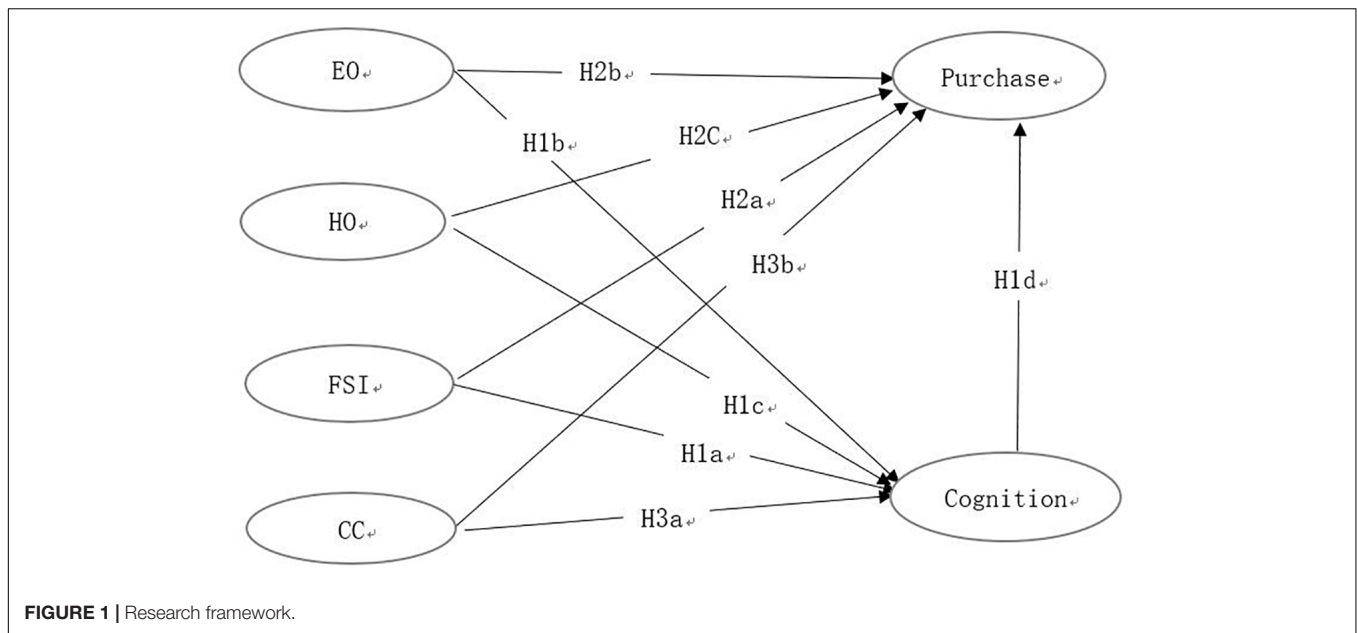 EO↵
H2b↵
Purchase↵
H1b↵
H2C↵
HO↵
H2a↵
H3b↵
H1d↵
FSI↵
H1c↵
H1a↵
Cognition↵
CC↵
H3a↵
FIGURE 1 | Research framework.